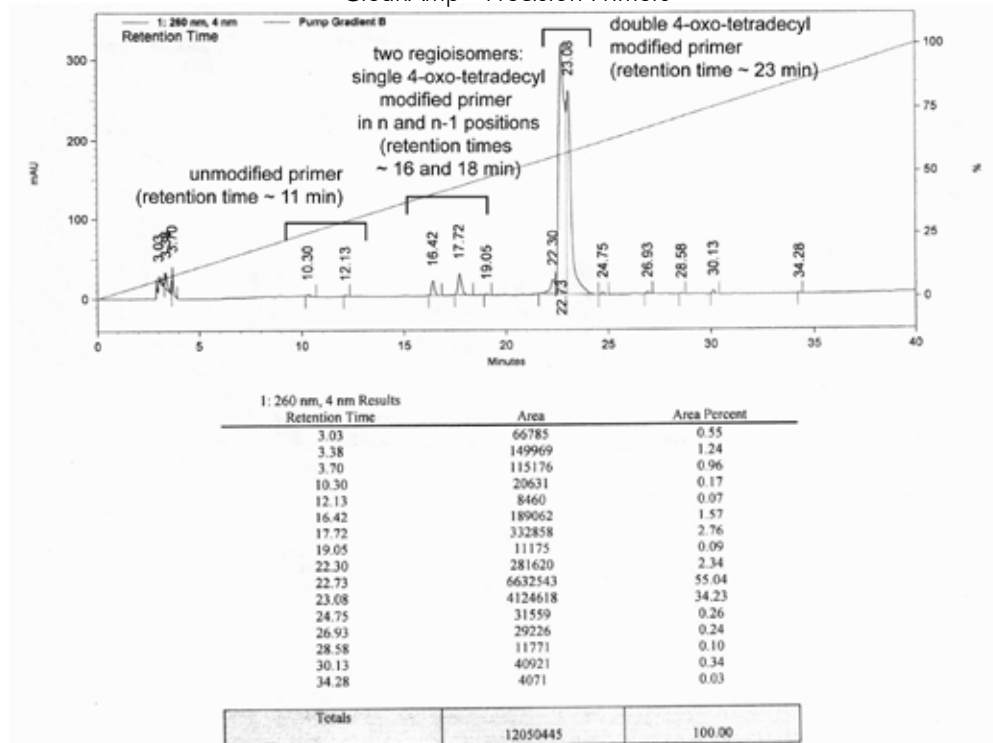 1: 260 nm, 4 nm
Retention Time
Pump Gradient B
two regioisomers:
single 4-oxo-tetradecyl
modified primer
in n and n-1 positions
(retention times
~ 16 and 18 min)
double 4-oxo-tetradecyl
modified primer
(retention time ~ 23 min)
unmodified primer
(retention time ~ 11 min)
300
200
100
0
mAU
100
75
50
25
0
%
3.03
3.38
3.70
10.30
12.13
16.42
17.72
19.05
22.30
22.73
23.08
24.75
26.93
28.58
30.13
34.28
0 5 10 15 20 25 30 35 40
Minutes
1: 260 nm, 4 nm Results
Retention Time Area Area Percent
3.03 66785 0.55
3.38 149969 1.24
3.70 115176 0.96
10.30 20631 0.17
12.13 8460 0.07
16.42 189062 1.57
17.72 332858 2.76
19.05 11175 0.09
22.30 281620 2.34
22.73 6632543 55.04
23.08 4124618 34.23
24.75 31559 0.26
26.93 29226 0.24
28.58 11771 0.10
30.13 40921 0.34
34.28 4071 0.03
Totals
12050445 100.00